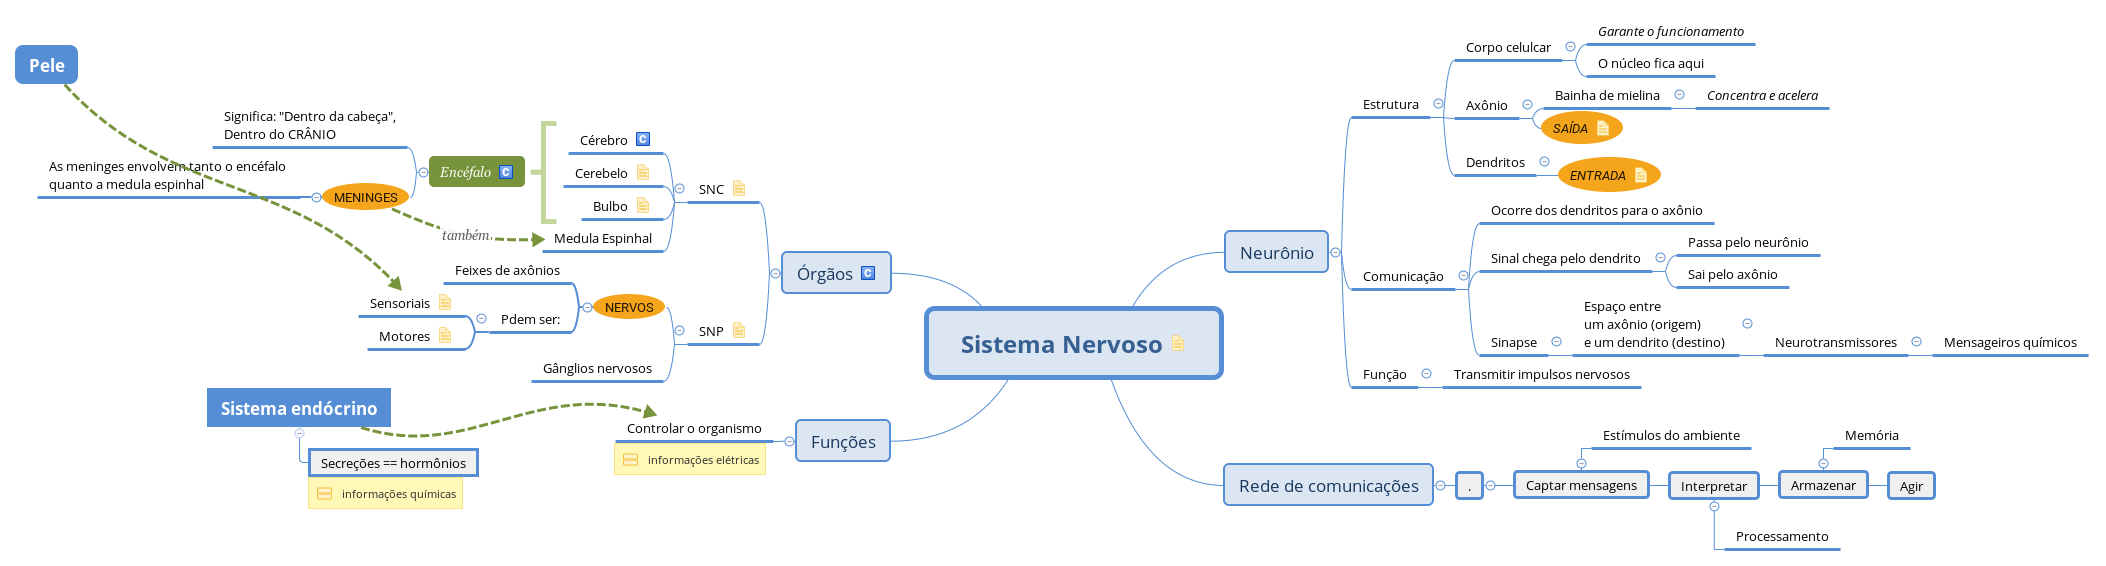 Sistema Nervoso
Pele
Significa: "Dentro da cabeça",
Dentro do CRÂNIO
As meninges envolvem tanto o encéfalo
quanto a medula espinhal
MENINGES
Encéfalo
também
Cérebro
Cerebelo
Bulbo
Medula Espinhal
SNC
Órgãos
Feixes de axônios
Sensoriais
Motores
Pdem ser:
NERVOS
SNP
Gânglios nervosos
Sistema endócrino
Secreções == hormônios
informações químicas
Controlar o organismo
informações elétricas
Funções
Neurônio
Estrutura
Corpo celulcar
Garante o funcionamento
O núcleo fica aqui
Axônio
Bainha de mielina
Concentra e acelera
SAÍDA
Dendritos
ENTRADA
Comunicação
Ocorre dos dendritos para o axônio
Sinal chega pelo dendrito
Passa pelo neurônio
Sai pelo axônio
Sinapse
Espaço entre
um axônio (origem)
e um dendrito (destino)
Neurotransmissores
Mensageiros químicos
Função
Transmitir impulsos nervosos
Rede de comunicações
.
Captar mensagens
Estímulos do ambiente
Interpretar
Processamento
Armazenar
Memória
Agir